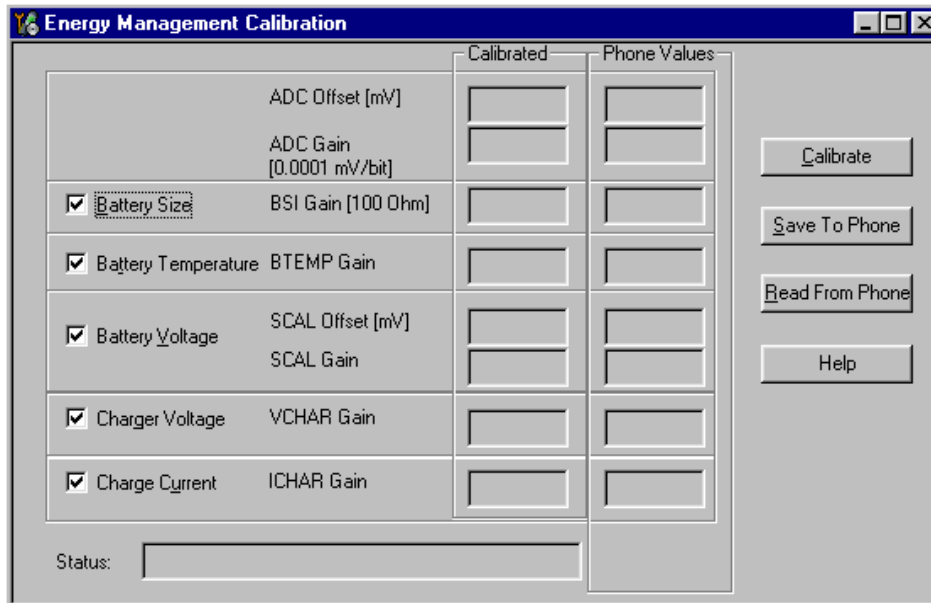 Energy Management Calibration
Calibrated
Phone Values
ADC Offset [mV]
ADC Gain
[0.0001 mV/bit]
Calibrate
Battery Size
BSI Gain [100 Ohm]
Save To Phone
Battery Temperature
BTEMP Gain
Read From Phone
Battery Voltage
SCAL Offset [mV]
SCAL Gain
Help
Charger Voltage
VCHAR Gain
Charge Current
ICHAR Gain
Status: